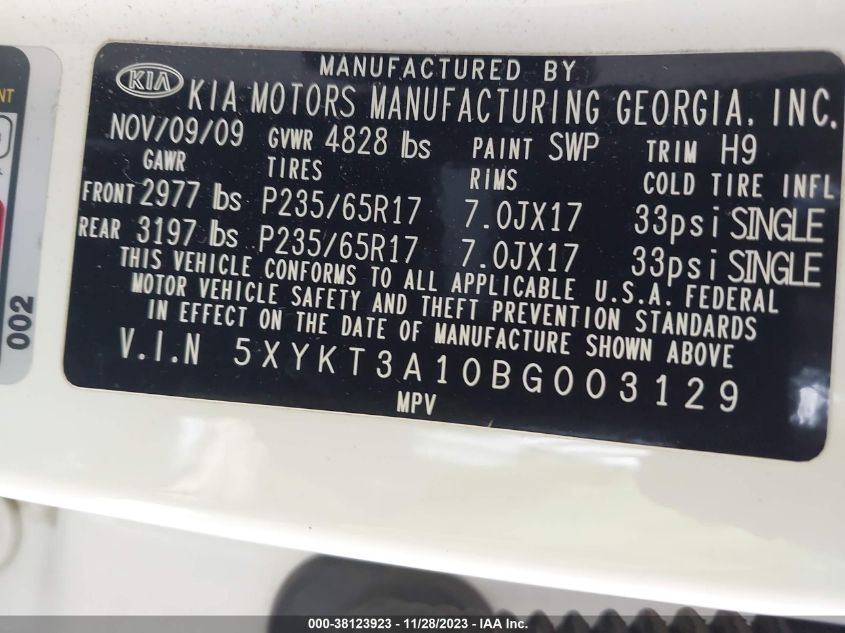 MANUFACTURED BY
KIA KIA MOTORS MANUFACTURING GEORGIA, INC.
NOV/09/09 GVWR 4828 lbs PAINT SWP TRIM H9
GAWR TIRES RIMS COLD TIRE INFL
FRONT 2977 lbs P235/65R17 7.0JX17 33psi SINGLE
REAR 3197 lbs P235/65R17 7.0JX17 33psi SINGLE
THIS VEHICLE CONFORMS TO ALL APPLICABLE U.S.A. FEDERAL
MOTOR VEHICLE SAFETY AND THEFT PREVENTION STANDARDS
IN EFFECT ON THE DATE OF MANUFACTURE SHOWN ABOVE
V.I.N 5XYKT3A10BG003129
MPV
002
000-38123923 - 11/28/2023 - IAA Inc.